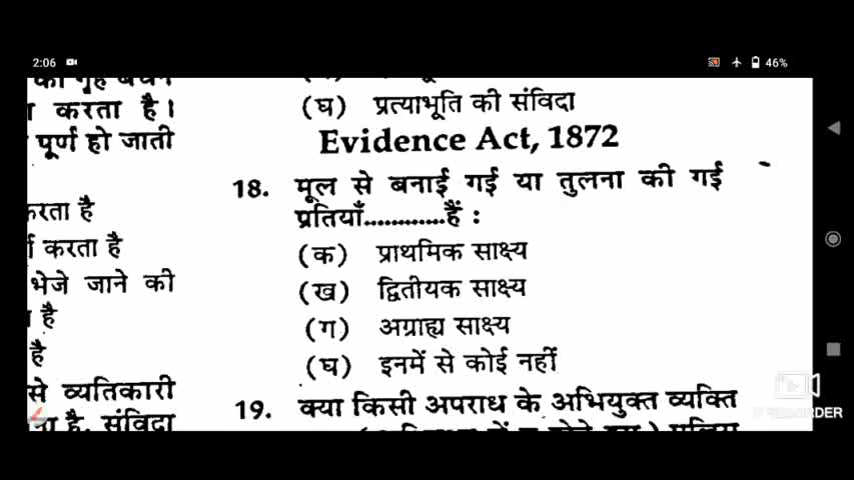 2:06
46%
करता है।
पूर्ण हो जाती
करता है
भेजे जाने की
है
है
से व्यतिकारी
है. संविदा
(घ) प्रत्याभूति की संविदा
Evidence Act, 1872
18. मूल से बनाई गई या तुलना की गई
प्रतियाँ............हैं :
(क) प्राथमिक साक्ष्य
(ख) द्वितीयक साक्ष्य
(ग) अग्राह्य साक्ष्य
(घ) इनमें से कोई नहीं
19. क्या किसी अपराध के अभियुक्त व्यक्ति